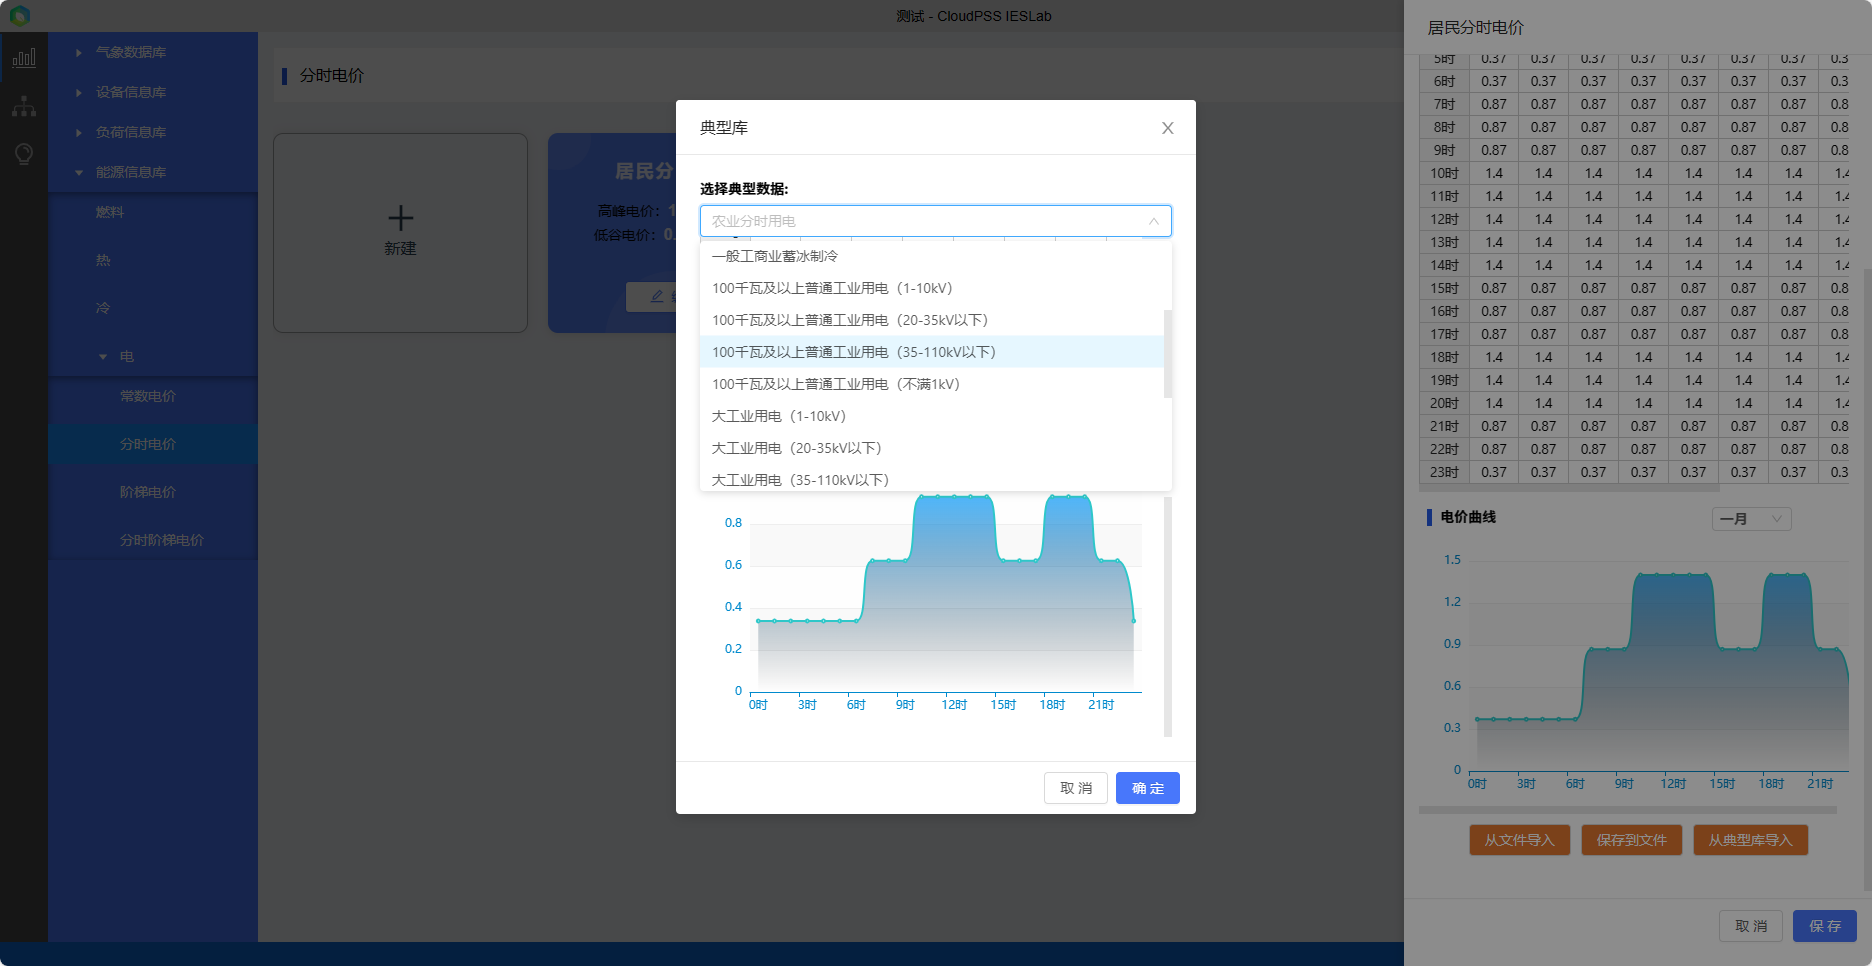 测试 - CloudPSS IESLab
气象数据库
设备信息库
负荷信息库
能源信息库
燃料
热
冷
电
常数电价
分时电价
阶梯电价
分时阶梯电价
分时电价
新建
居民分
高峰电价: 1
低谷电价: 0.
典型库
选择典型数据:
农业分时用电
一般工商业蓄冰制冷
100千瓦及以上普通工业用电（1-10kV）
100千瓦及以上普通工业用电（20-35kV以下）
100千瓦及以上普通工业用电（35-110kV以下）
100千瓦及以上普通工业用电（不满1kV）
大工业用电（1-10kV）
大工业用电（20-35kV以下）
大工业用电（35-110kV以下）
0.8
0.6
0.4
0.2
0
0时 3时 6时 9时 12时 15时 18时 21时
取 消 确 定
居民分时电价
5时 0.37 0.37 0.37 0.37 0.37 0.37 0.37 0.3
6时 0.37 0.37 0.37 0.37 0.37 0.37 0.37 0.3
7时 0.87 0.87 0.87 0.87 0.87 0.87 0.87 0.8
8时 0.87 0.87 0.87 0.87 0.87 0.87 0.87 0.8
9时 0.87 0.87 0.87 0.87 0.87 0.87 0.87 0.8
10时 1.4 1.4 1.4 1.4 1.4 1.4 1.4 1.4
11时 1.4 1.4 1.4 1.4 1.4 1.4 1.4 1.4
12时 1.4 1.4 1.4 1.4 1.4 1.4 1.4 1.4
13时 1.4 1.4 1.4 1.4 1.4 1.4 1.4 1.4
14时 1.4 1.4 1.4 1.4 1.4 1.4 1.4 1.4
15时 0.87 0.87 0.87 0.87 0.87 0.87 0.87 0.8
16时 0.87 0.87 0.87 0.87 0.87 0.87 0.87 0.8
17时 0.87 0.87 0.87 0.87 0.87 0.87 0.87 0.8
18时 1.4 1.4 1.4 1.4 1.4 1.4 1.4 1.4
19时 1.4 1.4 1.4 1.4 1.4 1.4 1.4 1.4
20时 1.4 1.4 1.4 1.4 1.4 1.4 1.4 1.4
21时 0.87 0.87 0.87 0.87 0.87 0.87 0.87 0.8
22时 0.87 0.87 0.87 0.87 0.87 0.87 0.87 0.8
23时 0.37 0.37 0.37 0.37 0.37 0.37 0.37 0.3
电价曲线 一月
1.5
1.2
0.9
0.6
0.3
0
0时 3时 6时 9时 12时 15时 18时 21时
从文件导入 保存到文件 从典型库导入
取 消 保 存